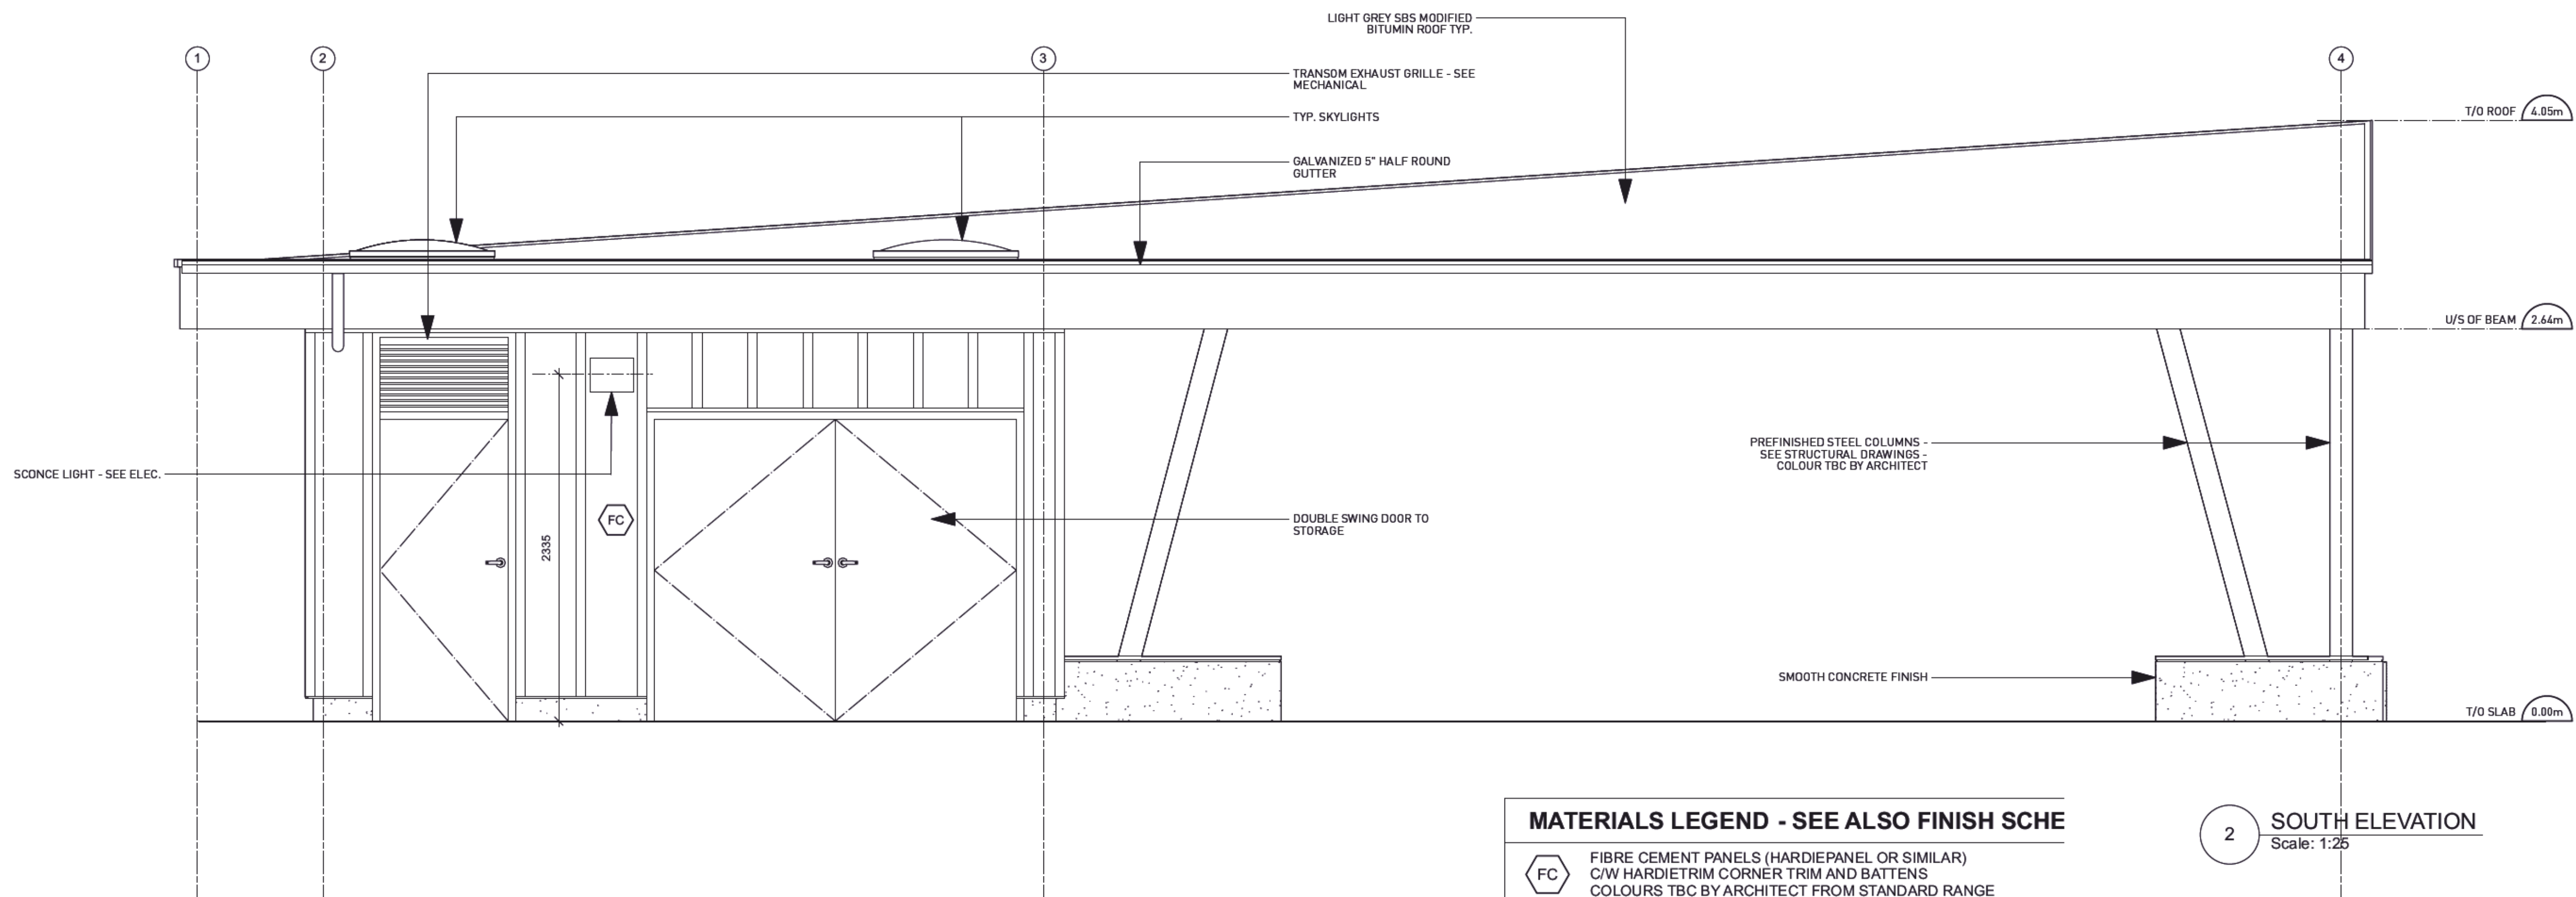 LIGHT GREY SBS MODIFIED
BITUMIN ROOF TYP.
1
2
3
4
TRANSOM EXHAUST GRILLE - SEE
MECHANICAL
T/O ROOF 4.05m
TYP. SKYLIGHTS
GALVANIZED 5" HALF ROUND
GUTTER
U/S OF BEAM 2.64m
PREFINISHED STEEL COLUMNS -
SEE STRUCTURAL DRAWINGS -
COLOUR TBC BY ARCHITECT
SCONCE LIGHT - SEE ELEC.
FC
2335
DOUBLE SWING DOOR TO
STORAGE
SMOOTH CONCRETE FINISH
T/O SLAB 0.00m
MATERIALS LEGEND - SEE ALSO FINISH SCHE
FC
FIBRE CEMENT PANELS (HARDIEPANEL OR SIMILAR)
C/W HARDIETRIM CORNER TRIM AND BATTENS
COLOURS TBC BY ARCHITECT FROM STANDARD RANGE
2
SOUTH ELEVATION
Scale: 1:25